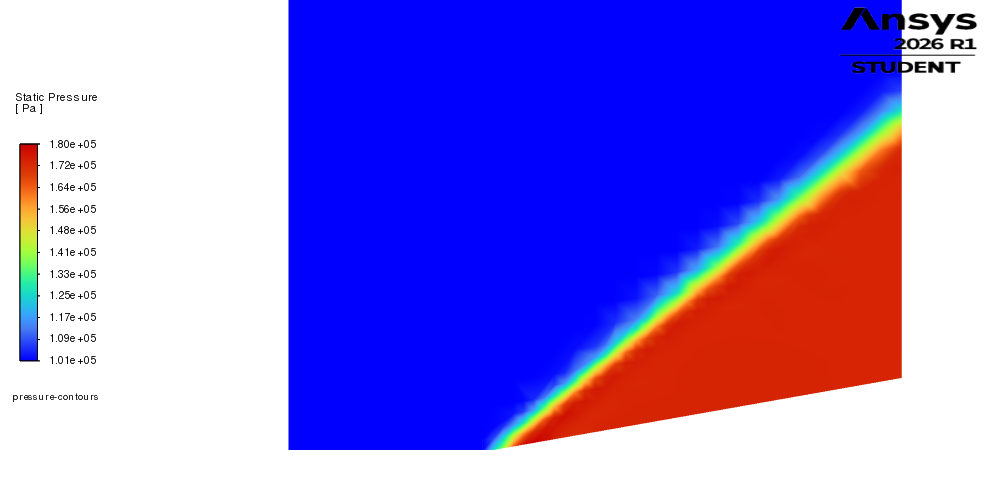 Ansys
2026 R1
STUDENT
Static Pressure
[ Pa ]
1.80e+05
1.72e+05
1.64e+05
1.56e+05
1.48e+05
1.41e+05
1.33e+05
1.25e+05
1.17e+05
1.09e+05
1.01e+05
pressure-contours